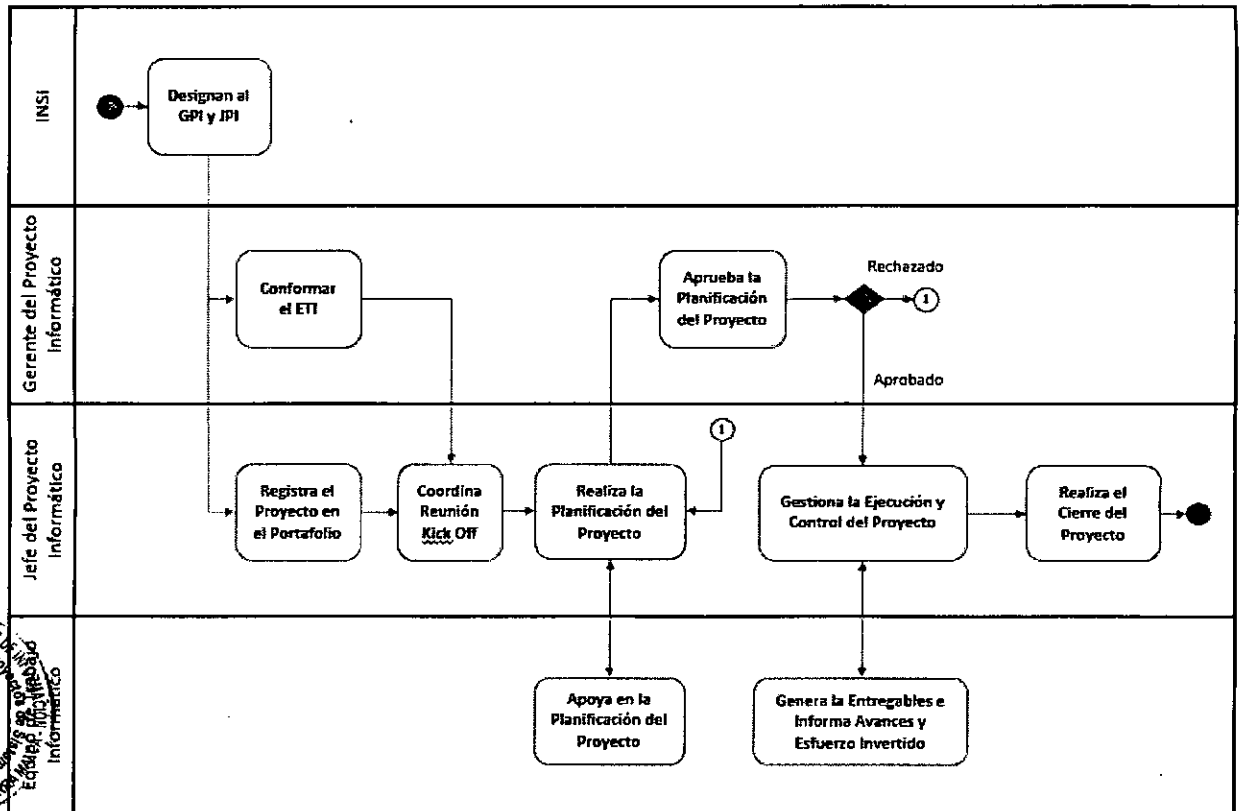 INSI
Designan al
GPI y JPI
Gerente del Proyecto
Informático
Conformar
el ETI
Aprueba la
Planificación
del Proyecto
Rechazado
1
Aprobado
Jefe del Proyecto
Informático
Registra el
Proyecto en
el Portafolio
Coordina
Reunión
Kick Off
Realiza la
Planificación del
Proyecto
1
Gestiona la Ejecución y
Control del Proyecto
Realiza el
Cierre del
Proyecto
Equipo de Trabajo
Informático
Apoya en la
Planificación del
Proyecto
Genera la Entregables e
Informa Avances y
Esfuerzo Invertido